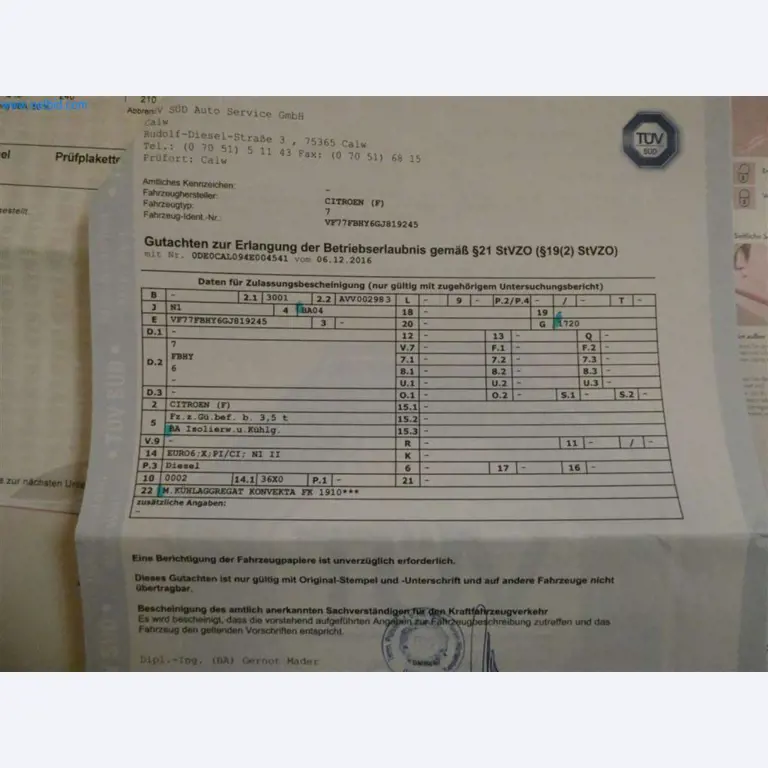 210
V SÜD Auto Service GmbH
Calw
Rudolf-Diesel-Straße 3 , 75365 Calw
Tel.: (0 70 51) 5 11 43 Fax: (0 70 51) 68 15
Prüfort: Calw
TÜV
SÜD
Prüfplakette
Amtliches Kennzeichen: -
Fahrzeughersteller: CITROEN (F)
Fahrzeugtyp: 7
Fahrzeug-Ident.-Nr.: VF77FBHY6GJ819245
Gutachten zur Erlangung der Betriebserlaubnis gemäß §21 StVZO (§19(2) StVZO)
mit Nr. 0DE0CAL094E004541 vom 06.12.2016
Daten für Zulassungsbescheinigung (nur gültig mit zugehörigem Untersuchungsbericht)
B - 2.1 3001 2.2 AVV002983 L - 9 - P.2/P.4 - / - T -
J N1 4 BA04 18 - 19 -
E VF77FBHY6GJ819245 3 - 20 - G 1720
D.1 - 12 - 13 - Q -
D.2 7 V.7 - F.1 - F.2 -
FBHY 7.1 - 7.2 - 7.3 -
6 8.1 - 8.2 - 8.3 -
- U.1 - U.2 - U.3 -
D.3 - O.1 - O.2 - S.1 - S.2 -
2 CITROEN (F) 15.1 -
5 Fz.z.Gü.bef. b. 3,5 t 15.2 -
BA Isolierw.u.Kühlg. 15.3 -
V.9 - R - 11 - / -
14 EURO6;X;PI/CI; N1 II K -
P.3 Diesel 6 - 17 - 16 -
10 0002 14.1 36X0 P.1 - 21 -
22 M.KÜHLAGGREGAT KONVEKTA FK 1910***
zusätzliche Angaben:
-
Eine Berichtigung der Fahrzeugpapiere ist unverzüglich erforderlich.
Dieses Gutachten ist nur gültig mit Original-Stempel und -Unterschrift und auf andere Fahrzeuge nicht
übertragbar.
Bescheinigung des amtlich anerkannten Sachverständigen für den Kraftfahrzeugverkehr
Es wird bescheinigt, dass die vorstehend aufgeführten Angaben zur Fahrzeugbeschreibung zutreffen und das
Fahrzeug den geltenden Vorschriften entspricht.
Dipl.-Ing. (BA) Gernot Mader